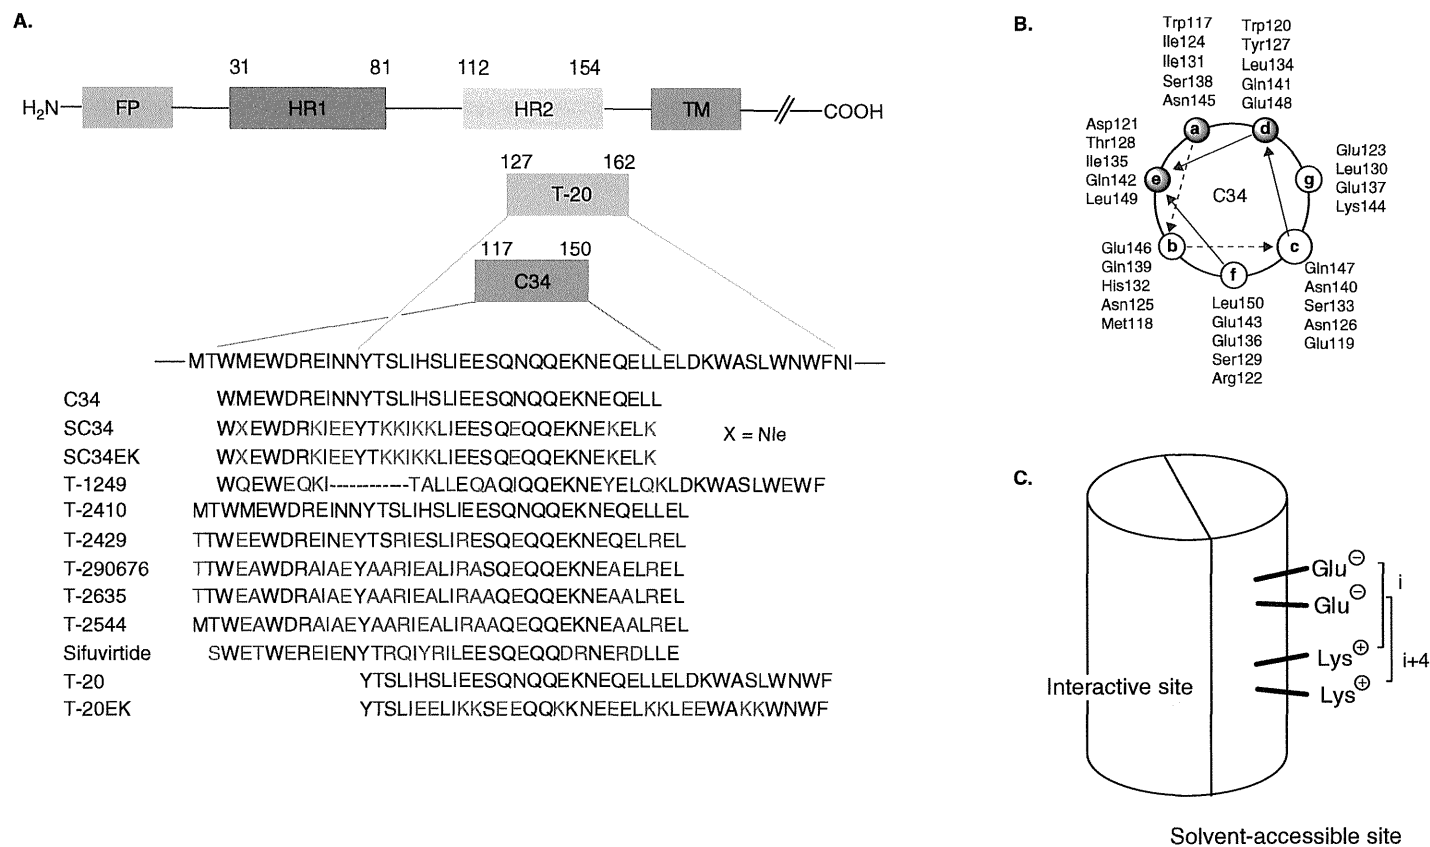 A.
31 81 112 154
H2N FP HR1 HR2 TM COOH
127 162
T-20
117 150
C34
MTWMEWDREINNYTSLIHSLIEESQNQQEKNEQELLELDKWASLWNWFNI
C34 WMEWDREINNYTSLIHSLIEESQNQQEKNEQELL
SC34 WXEWDRKIEEYTKKIKKLIEESQEQQEKNEKELK
X = Nle
SC34EK WXEWDRKIEEYTKKIKKLIEESQEQQEKNEKELK
T-1249 WQEWEQKI-----------TALLEQAQIQQEKNEYELQKLDKWASLWEWF
T-2410 MTWMEWDREINNYTSLIHSLIEESQNQQEKNEQELLEL
T-2429 TTWEEWDREINEYTSRIESLIRESQEQQEKNEQELREL
T-290676 TTWEAWDRAIAEYAARIEALIRASQEQQEKNEAELREL
T-2635 TTWEAWDRAIAEYAARIEALIRAAQEQQEKNEAALREL
T-2544 MTWEAWDRAIAEYAARIEALIRAAQEQQEKNEAALREL
Sifuvirtide SWETWEREIENYTRQIYRILEESQEQQDRNERDLLE
T-20 YTSLIHSLIEESQNQQEKNEQELLELDKWASLWNWF
T-20EK YTSLIEELIKKSEEQQKKNEEELKKLEEWAKKWNWF
B.
Trp117
Ile124
Ile131
Ser138
Asn145
Trp120
Tyr127
Leu134
Gln141
Glu148
Asp121
Thr128
Ile135
Gln142
Leu149
Glu123
Leu130
Glu137
Lys144
a d
e g
C34
b c
f
Glu146
Gln139
His132
Asn125
Met118
Leu150
Glu143
Glu136
Ser129
Arg122
Gln147
Asn140
Ser133
Asn126
Glu119
C.
Glu⊖
Glu⊖
i
Lys⊕
i+4
Lys⊕
Interactive site
Solvent-accessible site